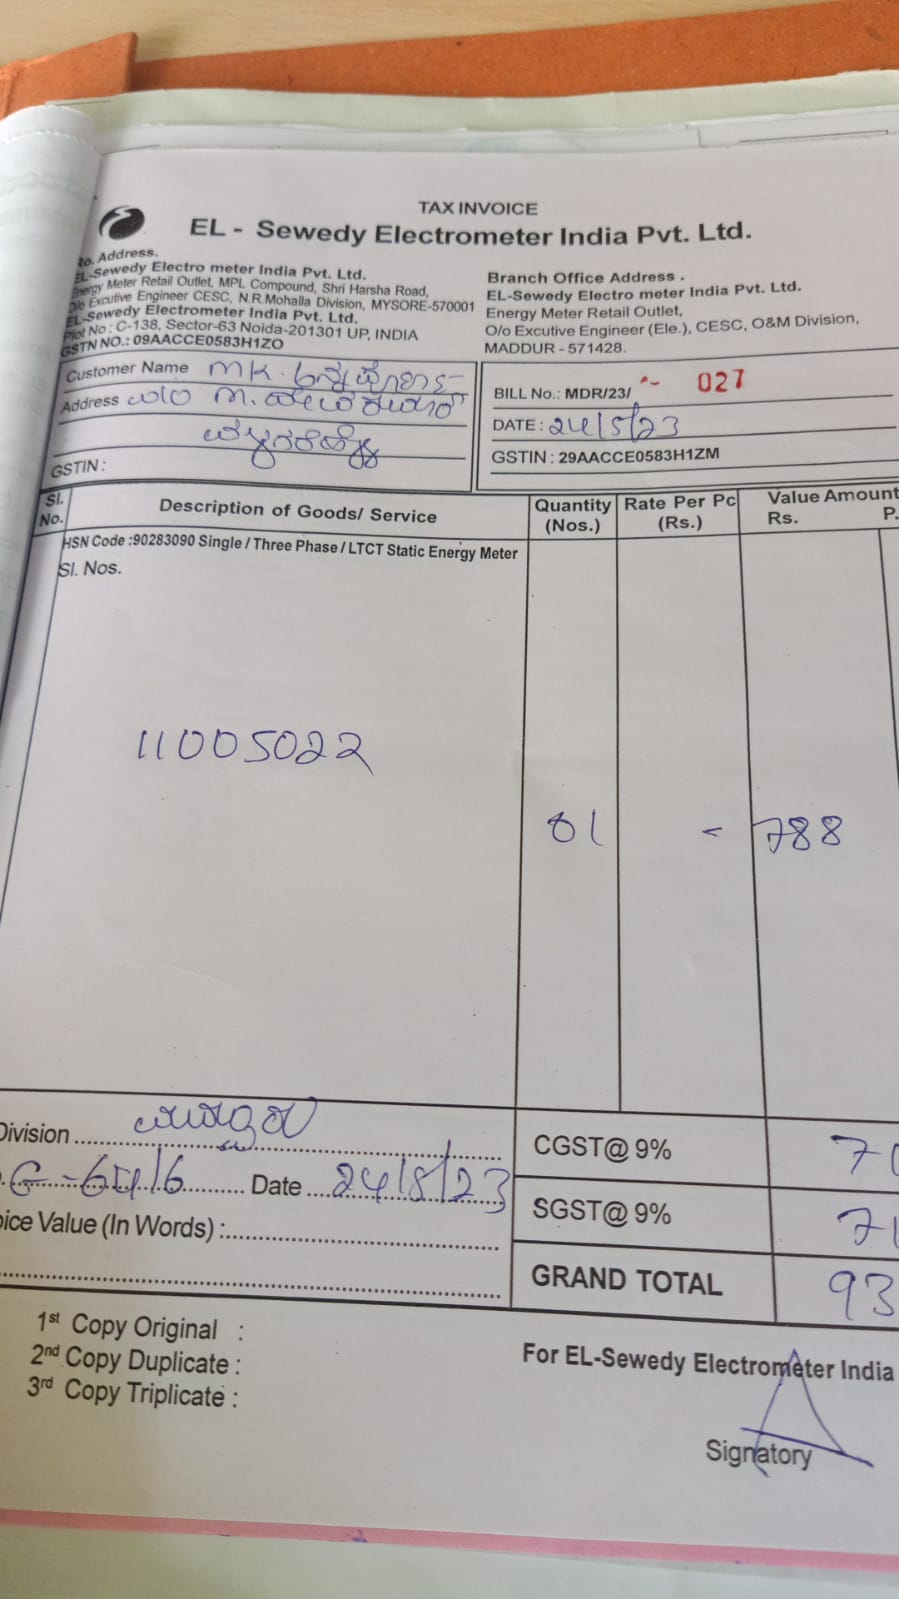 TAX INVOICE
EL - Sewedy Electrometer India Pvt. Ltd.
Ro. Address.
EL-Sewedy Electro meter India Pvt. Ltd.
Energy Meter Retail Outlet, MPL Compound, Shri Harsha Road,
O/o Excutive Engineer CESC, N.R.Mohalla Division, MYSORE-570001
EL-Sewedy Electrometer India Pvt. Ltd.
Plot No : C-138, Sector-63 Noida-201301 UP, INDIA
GSTN NO.: 09AACCE0583H1ZO
Branch Office Address .
EL-Sewedy Electro meter India Pvt. Ltd.
Energy Meter Retail Outlet,
O/o Excutive Engineer (Ele.), CESC, O&M Division,
MADDUR - 571428.
Customer Name MK.
Address
GSTIN :
BILL No.: MDR/23/ 027
DATE : 24/5/23
GSTIN : 29AACCE0583H1ZM
Sl. No. Description of Goods/ Service Quantity (Nos.) Rate Per Pc (Rs.) Value Amount Rs. P.
HSN Code :90283090 Single / Three Phase / LTCT Static Energy Meter
Sl. Nos.
11005022
01 - 788
Division
Date 24/5/23
CGST@ 9% 70
SGST@ 9% 70
oice Value (In Words) :
GRAND TOTAL 93
1st Copy Original :
2nd Copy Duplicate :
3rd Copy Triplicate :
For EL-Sewedy Electrometer India
Signatory